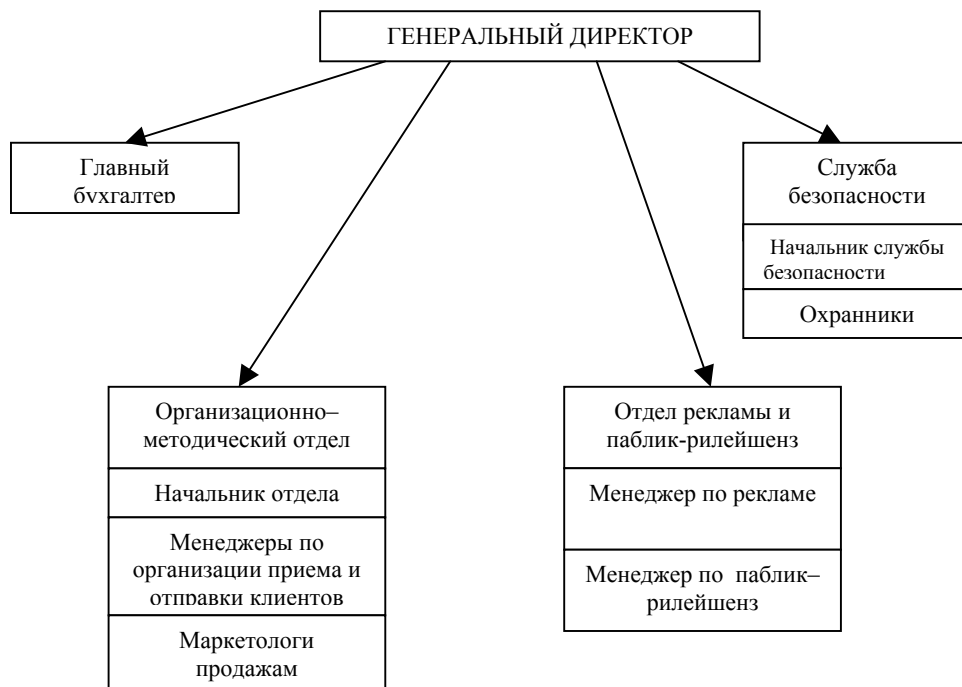 ГЕНЕРАЛЬНЫЙ ДИРЕКТОР
Главный
бухгалтер
Служба
безопасности
Начальник службы
безопасности
Охранники
Организационно–
методический отдел
Начальник отдела
Менеджеры по
организации приема и
отправки клиентов
Маркетологи
продажам
Отдел рекламы и
паблик-рилейшенз
Менеджер по рекламе
Менеджер по паблик–
рилейшенз